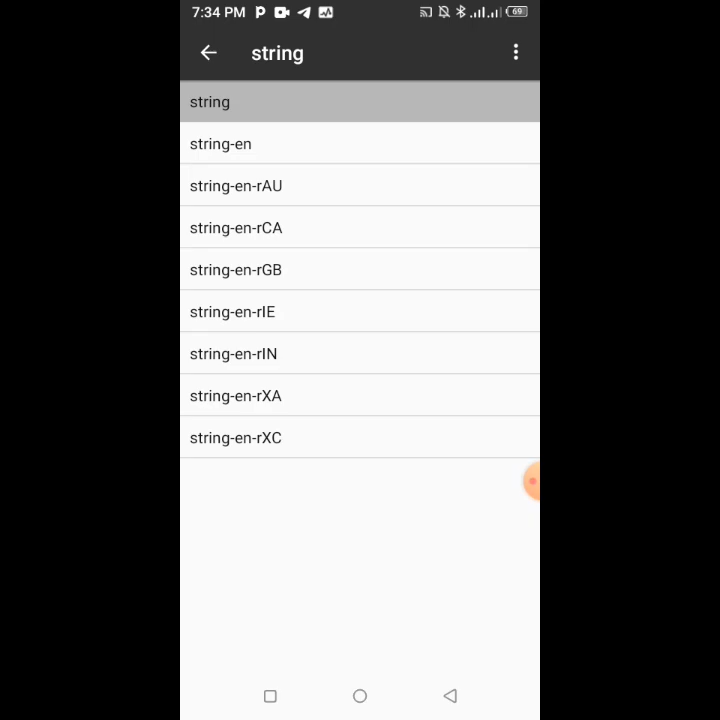 7:34 PM
69
string
string
string-en
string-en-rAU
string-en-rCA
string-en-rGB
string-en-rIE
string-en-rIN
string-en-rXA
string-en-rXC